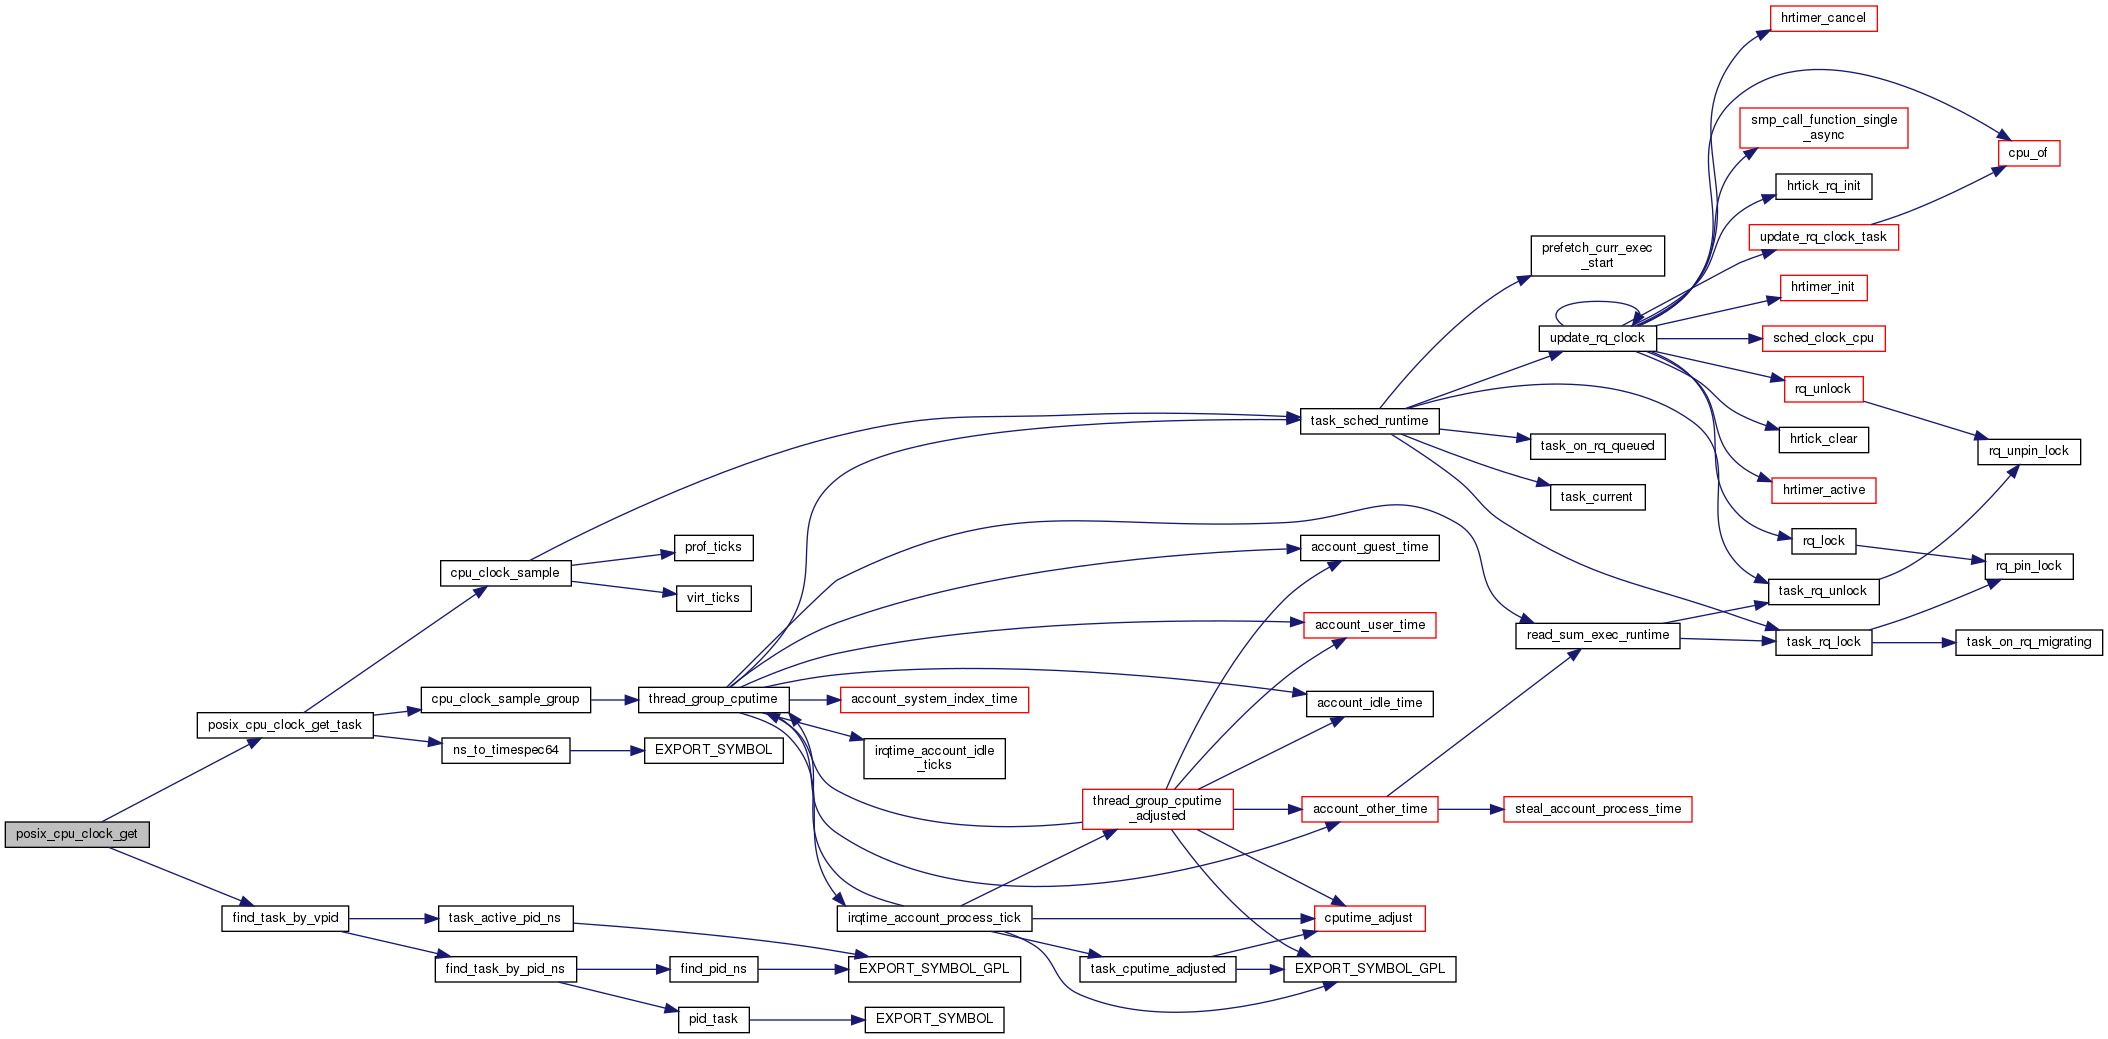 posix_cpu_clock_get
posix_cpu_clock_get_task
find_task_by_vpid
cpu_clock_sample
cpu_clock_sample_group
ns_to_timespec64
task_active_pid_ns
find_task_by_pid_ns
prof_ticks
virt_ticks
thread_group_cputime
EXPORT_SYMBOL
find_pid_ns
pid_task
account_system_index_time
irqtime_account_idle
_ticks
irqtime_account_process_tick
EXPORT_SYMBOL_GPL
EXPORT_SYMBOL
thread_group_cputime
_adjusted
task_cputime_adjusted
task_sched_runtime
account_guest_time
account_user_time
account_idle_time
account_other_time
cputime_adjust
EXPORT_SYMBOL_GPL
prefetch_curr_exec
_start
update_rq_clock
task_on_rq_queued
task_current
read_sum_exec_runtime
steal_account_process_time
hrtimer_cancel
smp_call_function_single
_async
hrtick_rq_init
update_rq_clock_task
hrtimer_init
sched_clock_cpu
rq_unlock
hrtick_clear
hrtimer_active
rq_lock
task_rq_unlock
task_rq_lock
cpu_of
rq_unpin_lock
rq_pin_lock
task_on_rq_migrating